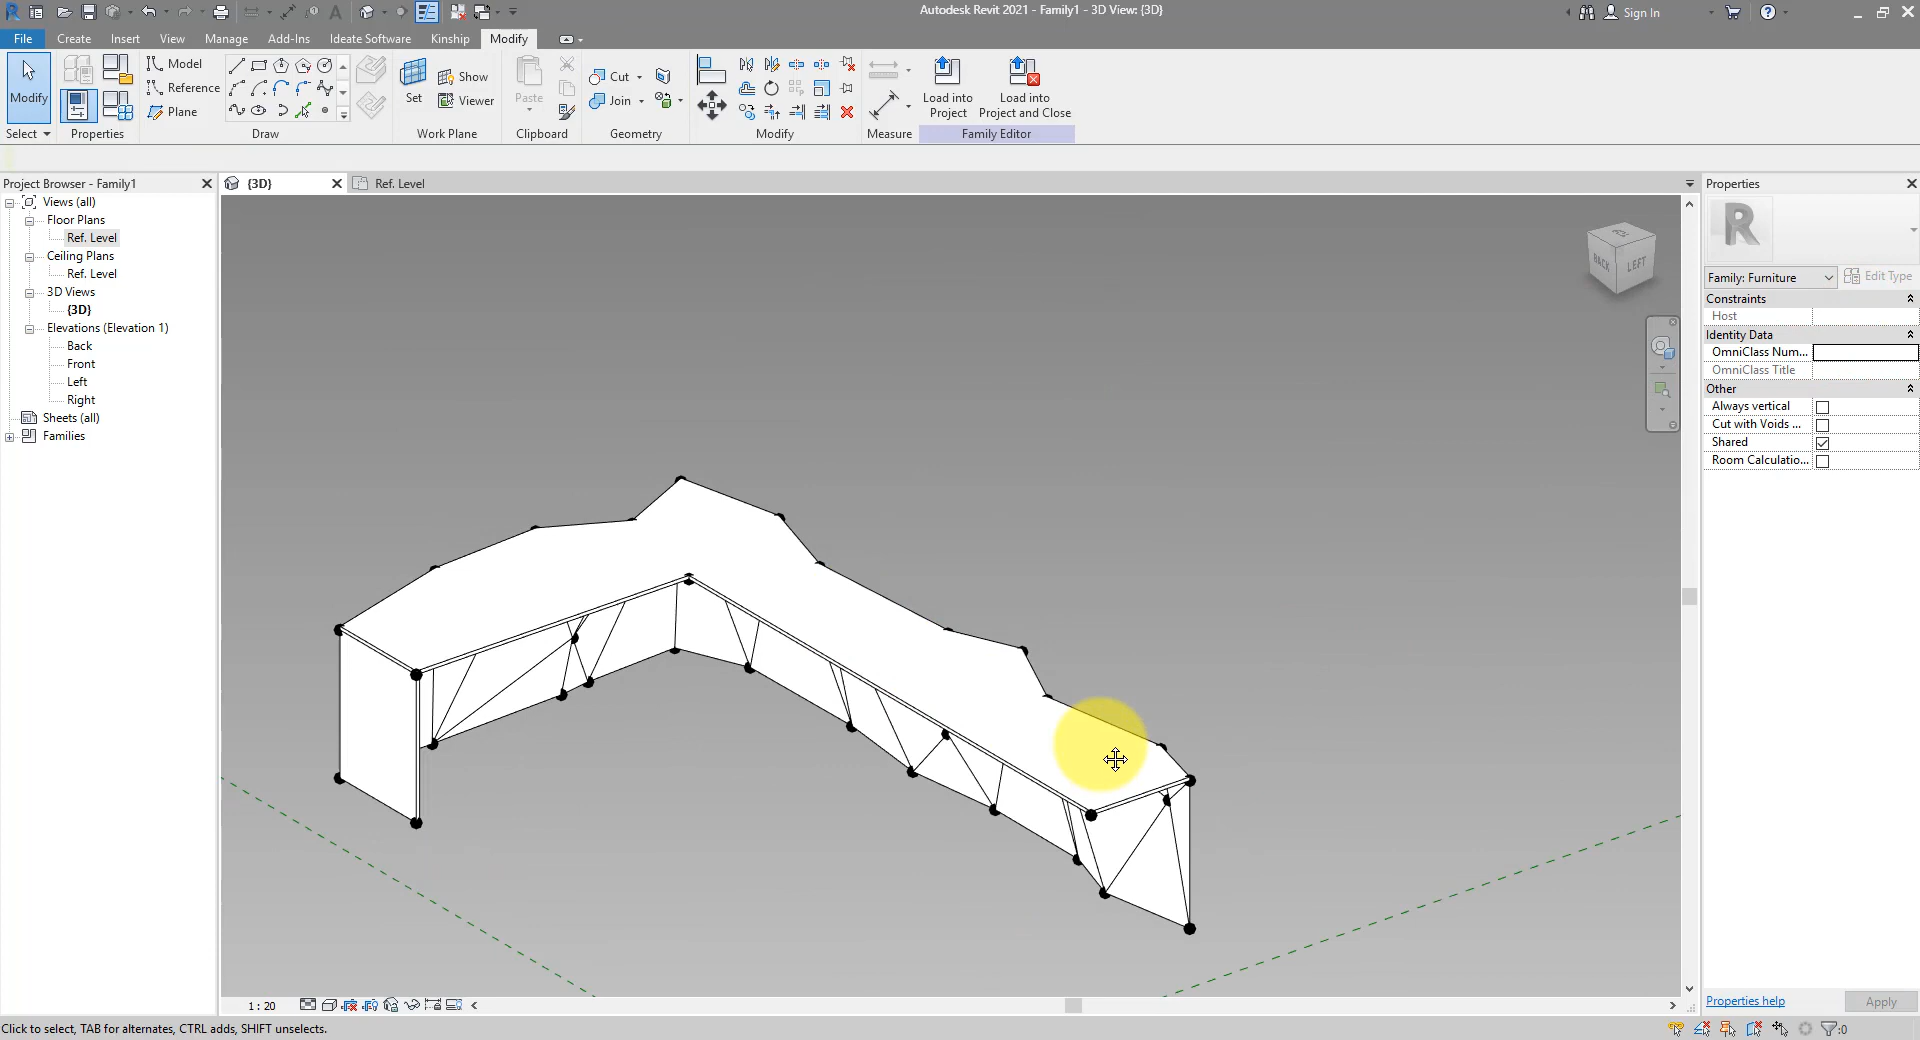 Autodesk Revit 2021 - Family1 - 3D View: {3D}
Sign In
File
Create
Insert
View
Manage
Add-Ins
Ideate Software
Kinship
Modify
Modify
Model
Reference
Plane
Set
Show
Viewer
Paste
Cut
Join
Load into
Project
Load into
Project and Close
Select
Properties
Draw
Work Plane
Clipboard
Geometry
Modify
Measure
Family Editor
Project Browser - Family1
{3D}
Ref. Level
Properties
Views (all)
Floor Plans
Ref. Level
Ceiling Plans
Ref. Level
3D Views
{3D}
Elevations (Elevation 1)
Back
Front
Left
Right
Sheets (all)
Families
TOP
BACK
LEFT
R
Family: Furniture
Edit Type
Constraints
Host
Identity Data
OmniClass Num...
OmniClass Title
Other
Always vertical
Cut with Voids ...
Shared
Room Calculatio...
Properties help
Apply
1 : 20
Click to select, TAB for alternates, CTRL adds, SHIFT unselects.
:0